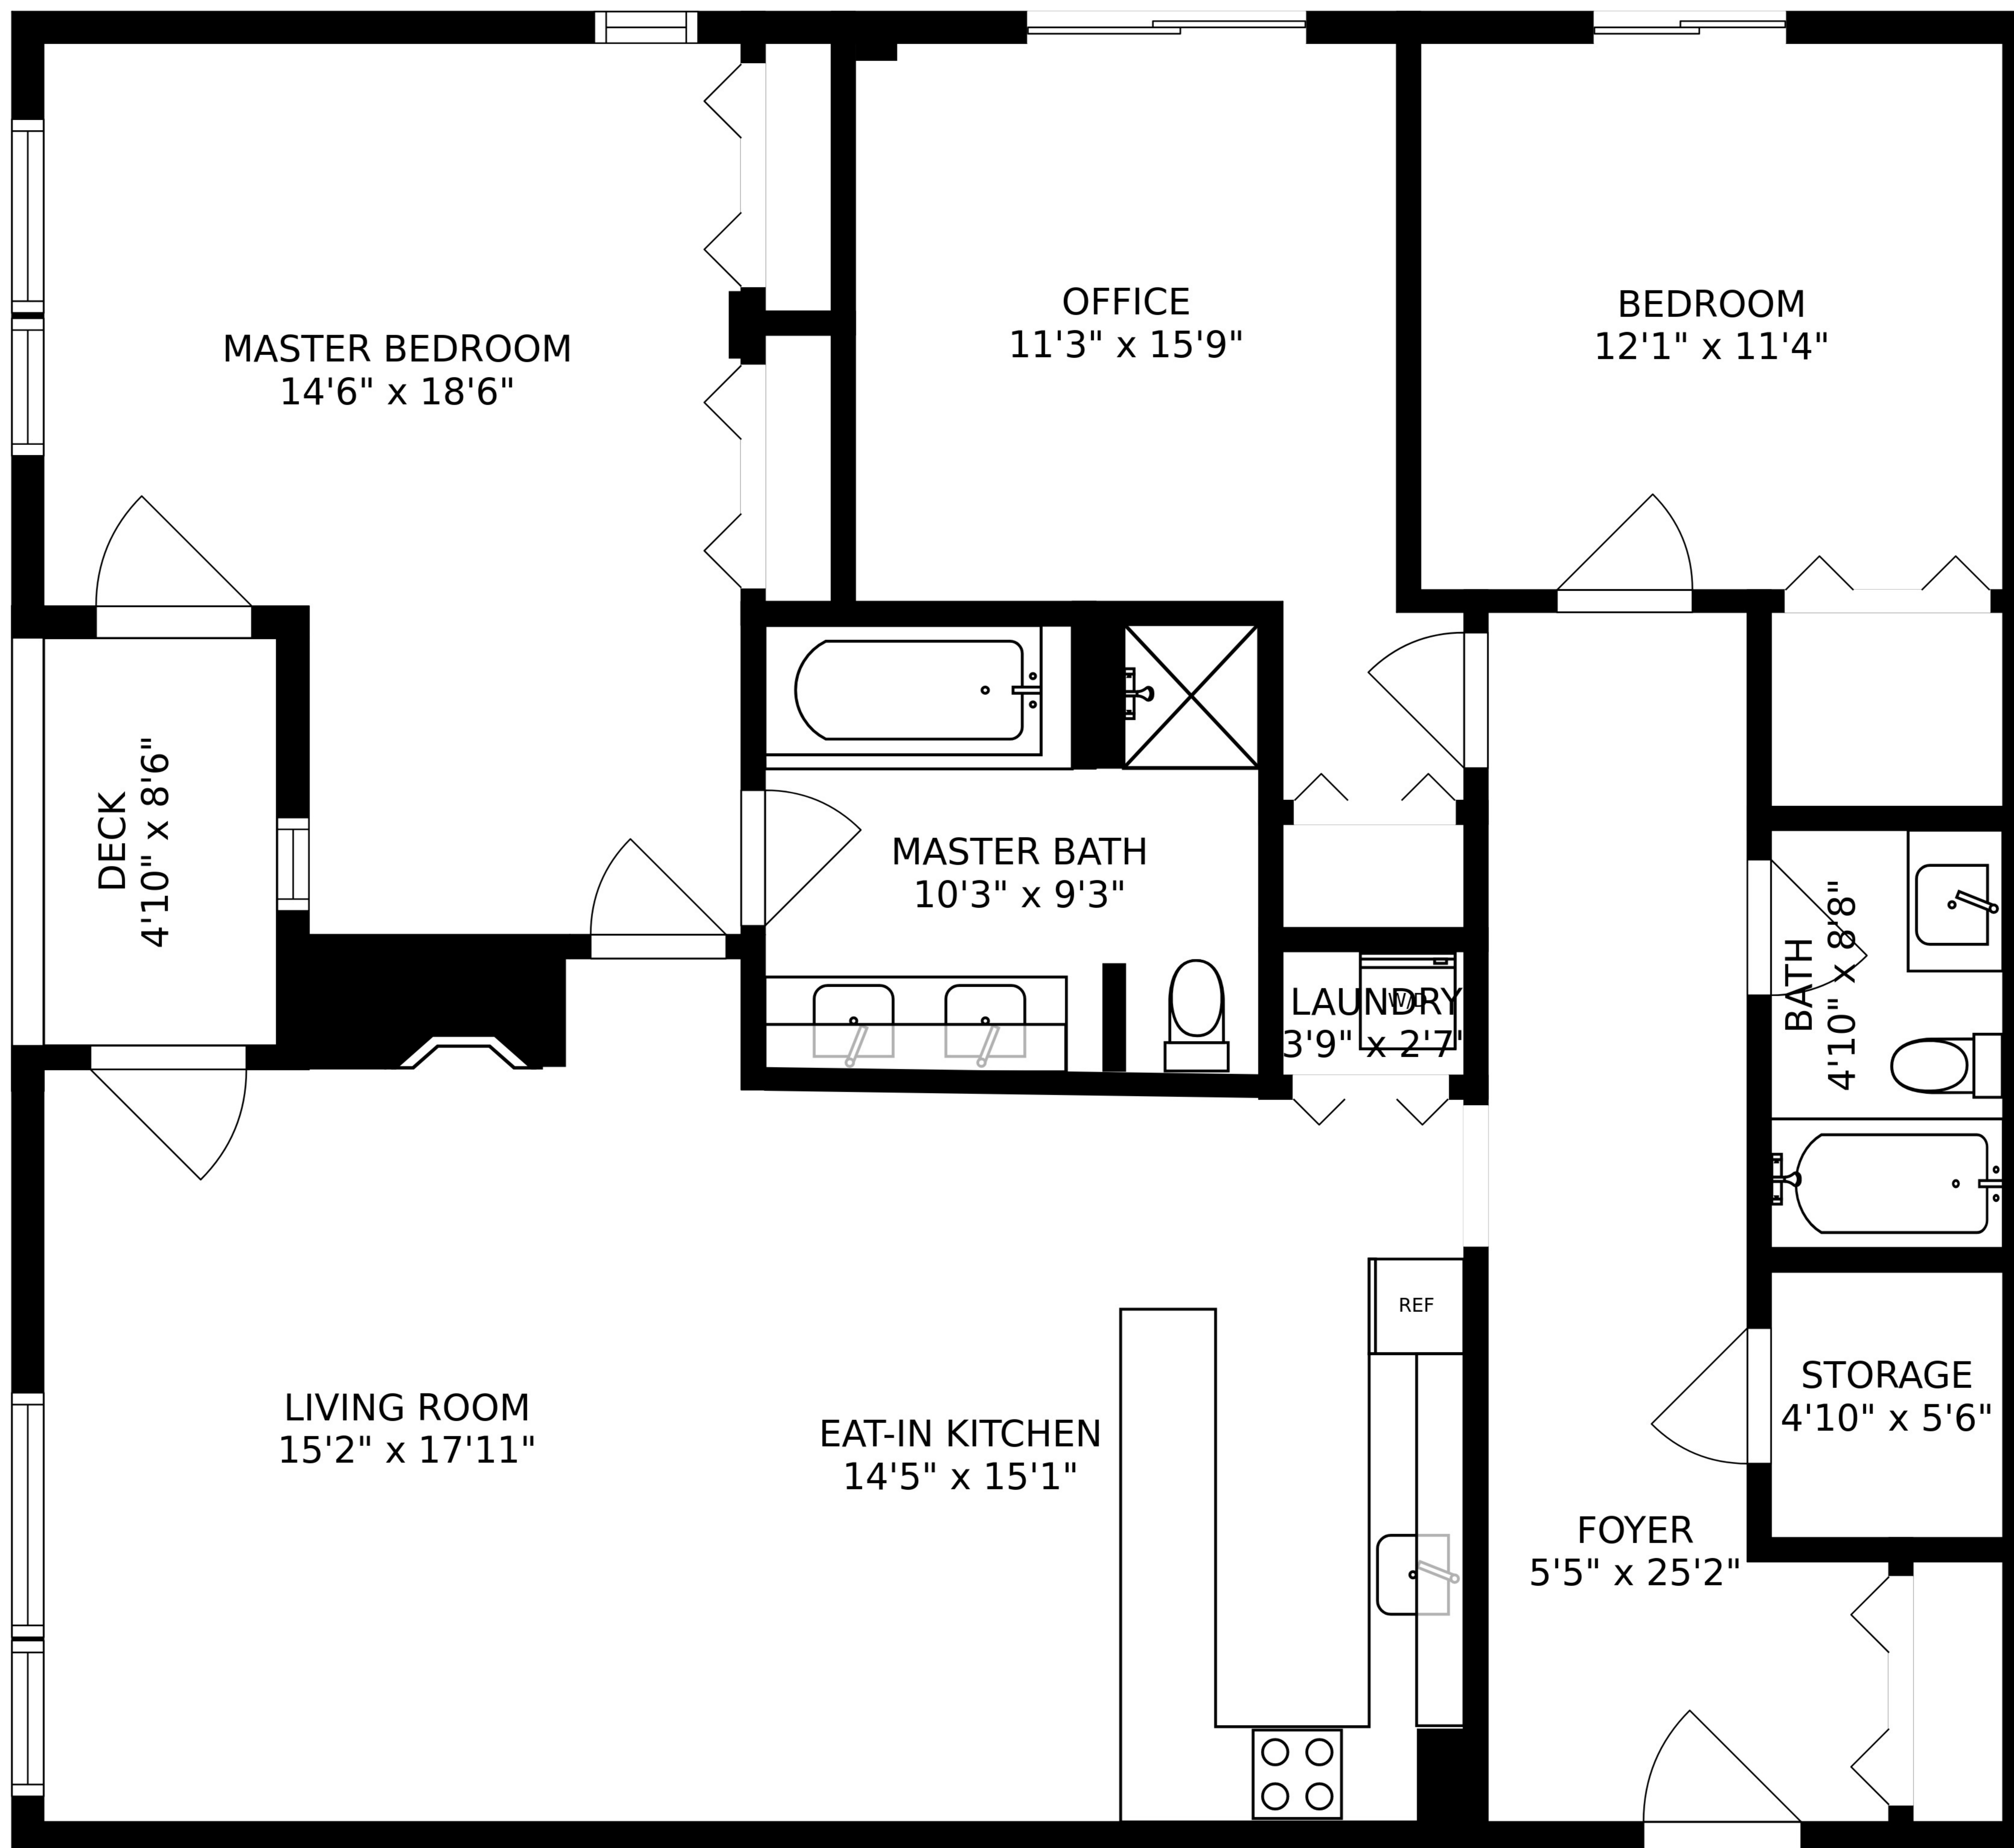 OFFICE
11'3" x 15'9"
BEDROOM
12'1" x 11'4"
MASTER BEDROOM
14'6" x 18'6"
DECK
4'10" x 8'6"
MASTER BATH
10'3" x 9'3"
BATH
4'10" x 8'8"
LAUNDRY
W/D
3'9" x 2'7"
REF
STORAGE
4'10" x 5'6"
LIVING ROOM
15'2" x 17'11"
EAT-IN KITCHEN
14'5" x 15'1"
FOYER
5'5" x 25'2"